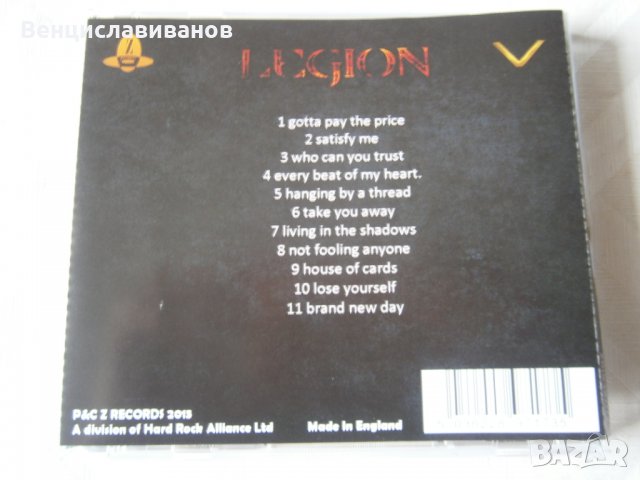 Венциславиванов
Z
LEGION
V
1 gotta pay the price
2 satisfy me
3 who can you trust
4 every beat of my heart.
5 hanging by a thread
6 take you away
7 living in the shadows
8 not fooling anyone
9 house of cards
10 lose yourself
11 brand new day
P&C Z RECORDS 2015
A division of Hard Rock Alliance Ltd
Made in England
BAZAR